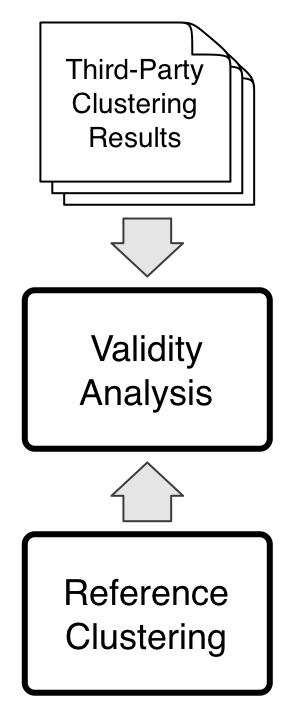 Third-Party
Clustering
Results
Validity
Analysis
Reference
Clustering